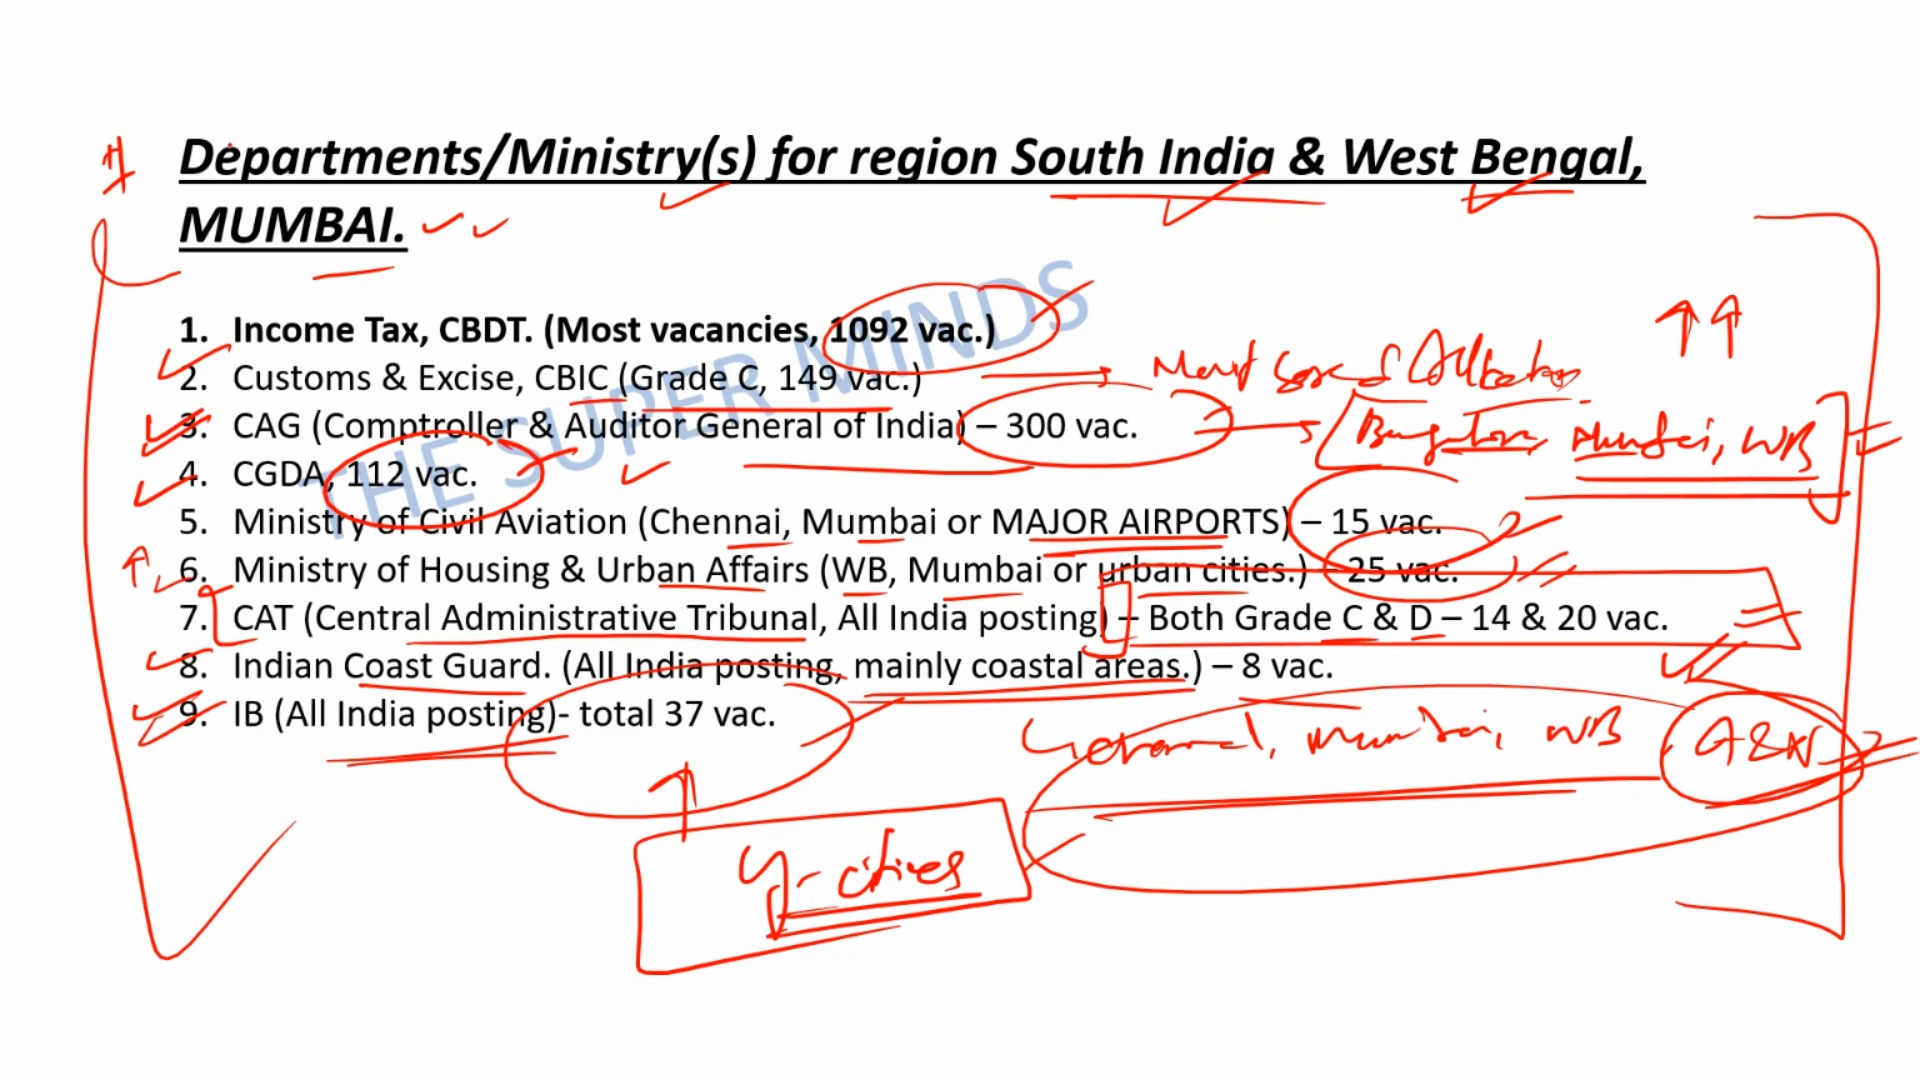 Departments/Ministry(s) for region South India & West Bengal,
MUMBAI.
THE SUPER MINDS
1. Income Tax, CBDT. (Most vacancies, 1092 vac.)
2. Customs & Excise, CBIC (Grade C, 149 vac.)
3. CAG (Comptroller & Auditor General of India) – 300 vac.
Mumbai, WB
4. CGDA, 112 vac.
5. Ministry of Civil Aviation (Chennai, Mumbai or MAJOR AIRPORTS) – 15 vac.
6. Ministry of Housing & Urban Affairs (WB, Mumbai or urban cities.) – 25 vac.
7. CAT (Central Administrative Tribunal, All India posting) – Both Grade C & D – 14 & 20 vac.
8. Indian Coast Guard. (All India posting, mainly coastal areas.) – 8 vac.
9. IB (All India posting)- total 37 vac.
Mumbai, WB A&N
y-cities